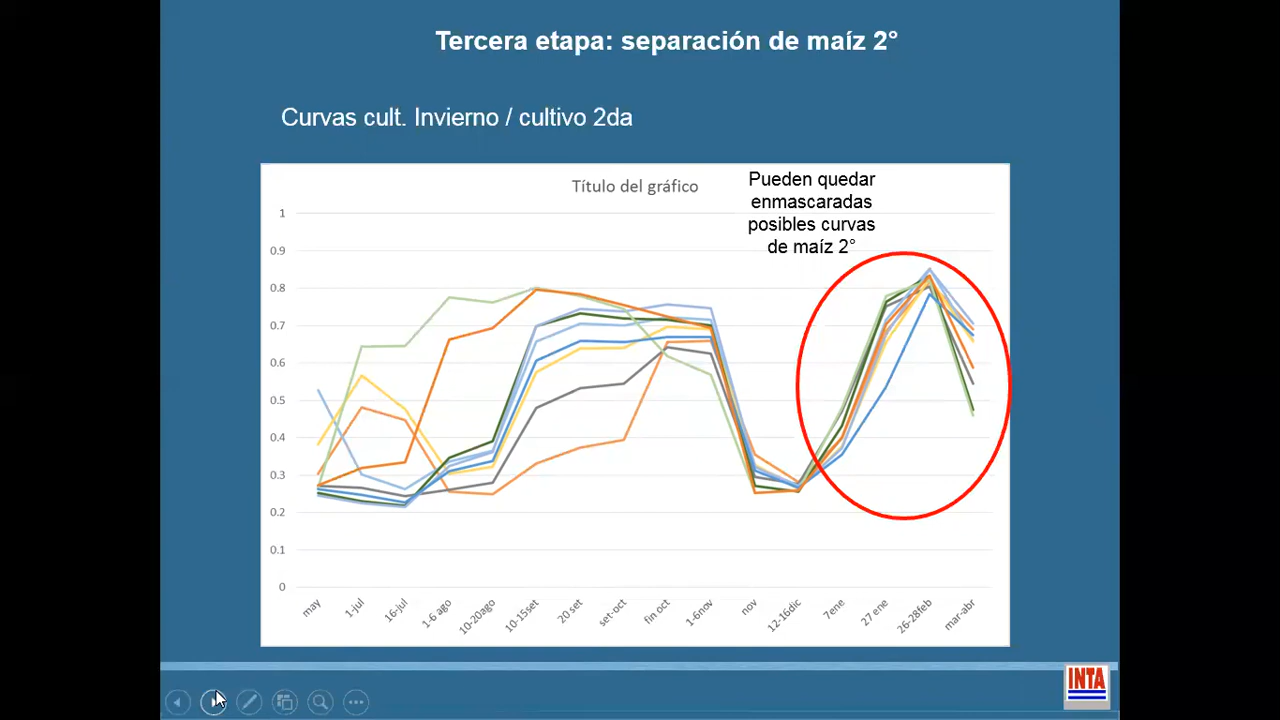 Tercera etapa: separación de maíz 2°
Curvas cult. Invierno / cultivo 2da
Título del gráfico
Pueden quedar
enmascaradas
posibles curvas
de maíz 2°
1
0.9
0.8
0.7
0.6
0.5
0.4
0.3
0.2
0.1
0
may
1-jul
16-jul
1-6 ago
10-20ago
10-15set
20 set
set-oct
fin oct
1-6nov
nov
12-16dic
7ene
27 ene
26-28feb
mar-abr
INTA